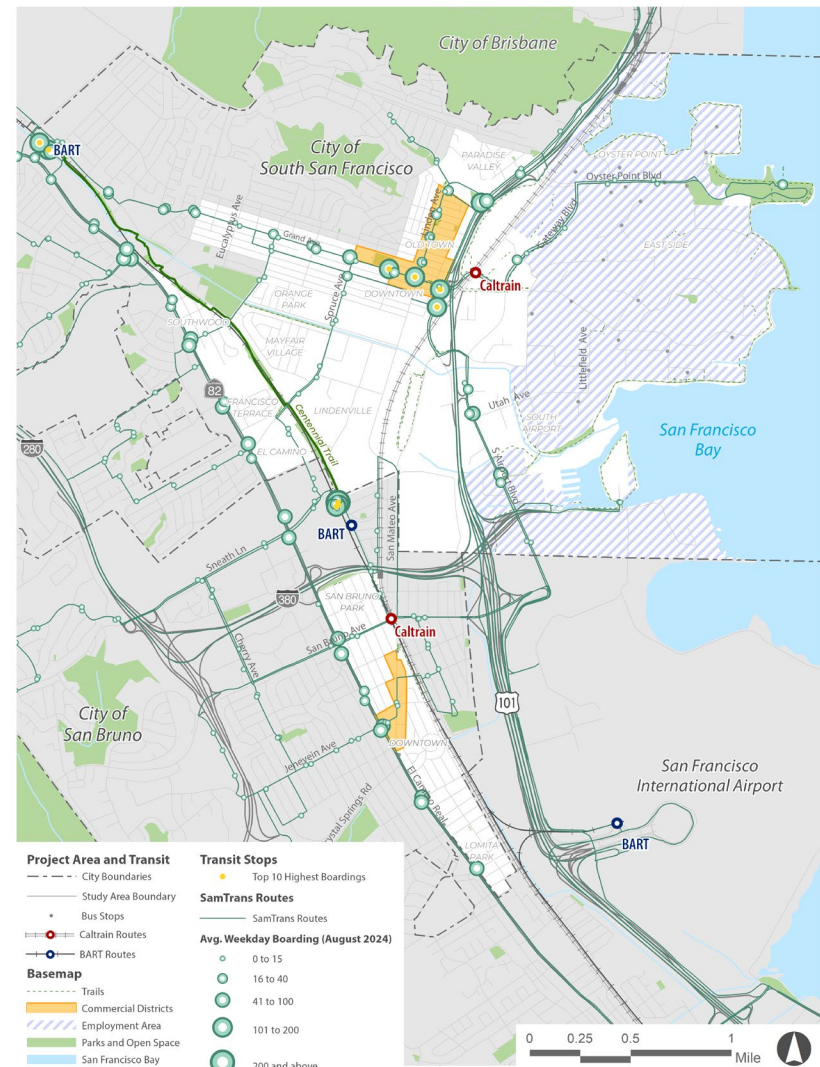 City of Brisbane
City of
South San Francisco
BART
PARADISE
VALLEY
OYSTER POINT
Oyster Point Blvd
Eucalyptus Ave
Linden Ave
Gateway Blvd
Grand Ave
OLD TOWN
EAST SIDE
Caltrain
ORANGE
PARK
Spruce Ave
DOWNTOWN
SOUTHWOOD
MAYFAIR
VILLAGE
Littlefield Ave
82
FRANCISCO
TERRACE
Centennial Trail
LINDENVILLE
Utah Ave
SOUTH
AIRPORT
San Francisco
Bay
280
EL CAMINO
S Airport Blvd
BART
San Mateo Ave
Sneath Ln
380
SAN BRUNO
PARK
Caltrain
San Bruno Ave
Cherry Ave
City of
San Bruno
101
DOWNTOWN
Jenevein Ave
San Francisco
International Airport
El Camino Real
Crystal Springs Rd
BART
LOMITA
PARK
Project Area and Transit
City Boundaries
Study Area Boundary
Bus Stops
Caltrain Routes
BART Routes
Basemap
Trails
Commercial Districts
Employment Area
Parks and Open Space
San Francisco Bay
Transit Stops
Top 10 Highest Boardings
SamTrans Routes
SamTrans Routes
Avg. Weekday Boarding (August 2024)
0 to 15
16 to 40
41 to 100
101 to 200
200 and above
0 0.25 0.5 1
Mile